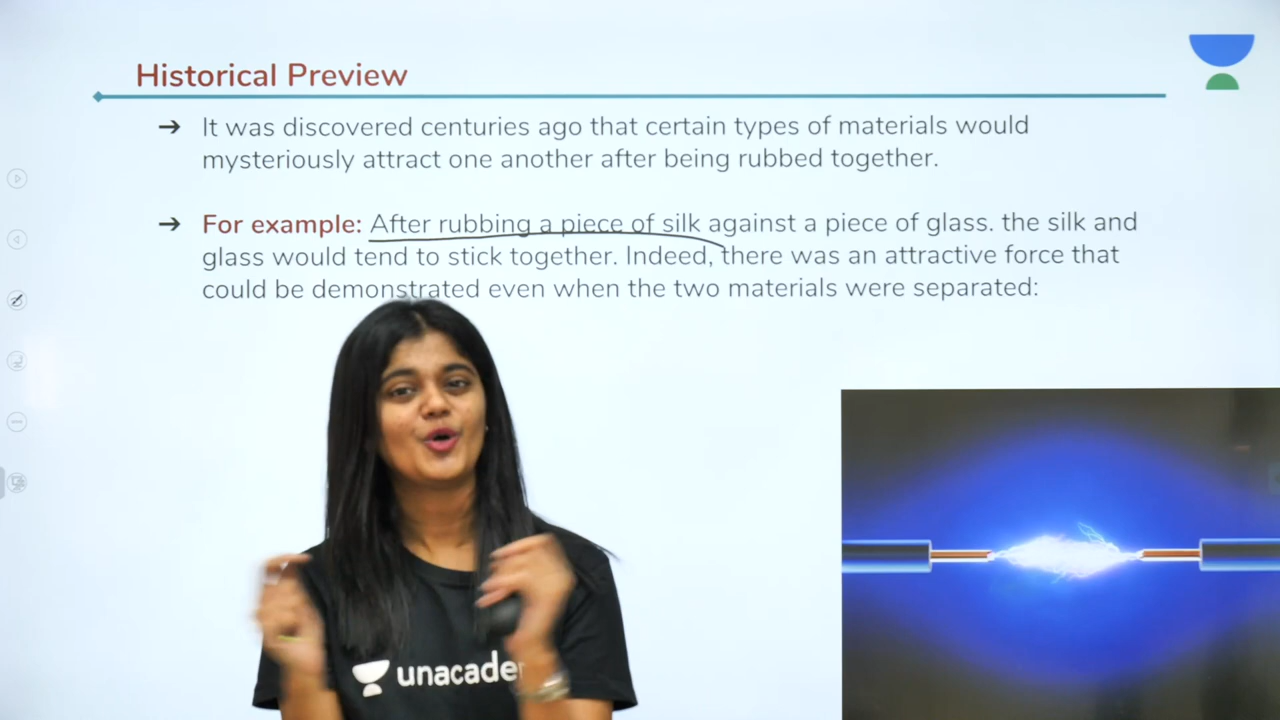 Historical Preview
➔ It was discovered centuries ago that certain types of materials would
mysteriously attract one another after being rubbed together.
➔ For example: After rubbing a piece of silk against a piece of glass. the silk and
glass would tend to stick together. Indeed, there was an attractive force that
could be demonstrated even when the two materials were separated:
unacade